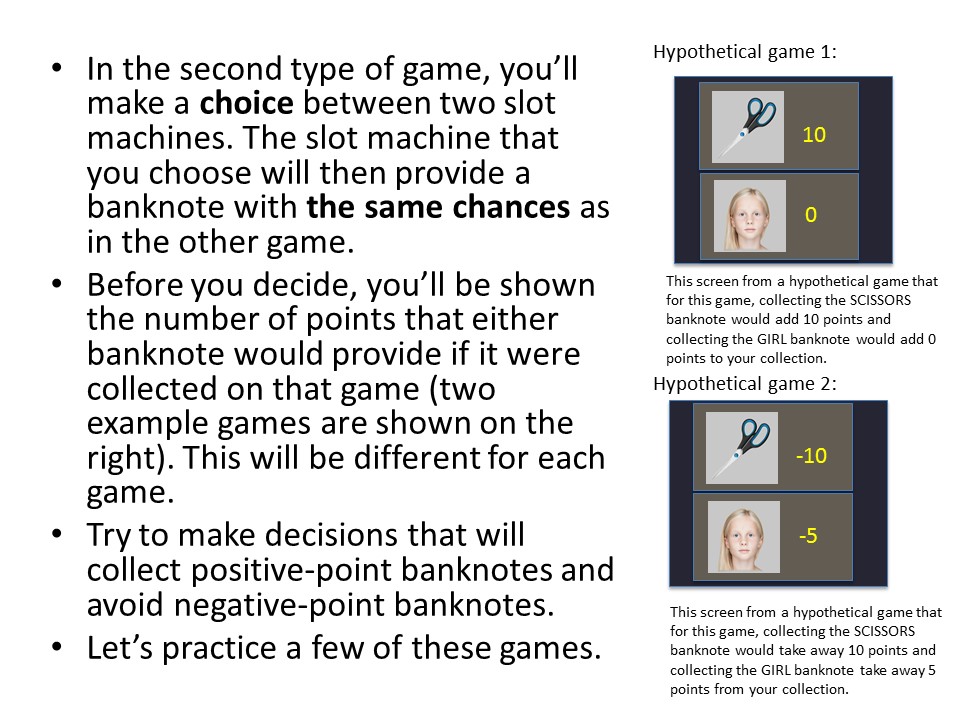 • In the second type of game, you’ll
make a choice between two slot
machines. The slot machine that
you choose will then provide a
banknote with the same chances as
in the other game.
• Before you decide, you’ll be shown
the number of points that either
banknote would provide if it were
collected on that game (two
example games are shown on the
right). This will be different for each
game.
• Try to make decisions that will
collect positive-point banknotes and
avoid negative-point banknotes.
• Let’s practice a few of these games.
Hypothetical game 1:
10
0
This screen from a hypothetical game that
for this game, collecting the SCISSORS
banknote would add 10 points and
collecting the GIRL banknote would add 0
points to your collection.
Hypothetical game 2:
-10
-5
This screen from a hypothetical game that
for this game, collecting the SCISSORS
banknote would take away 10 points and
collecting the GIRL banknote take away 5
points from your collection.